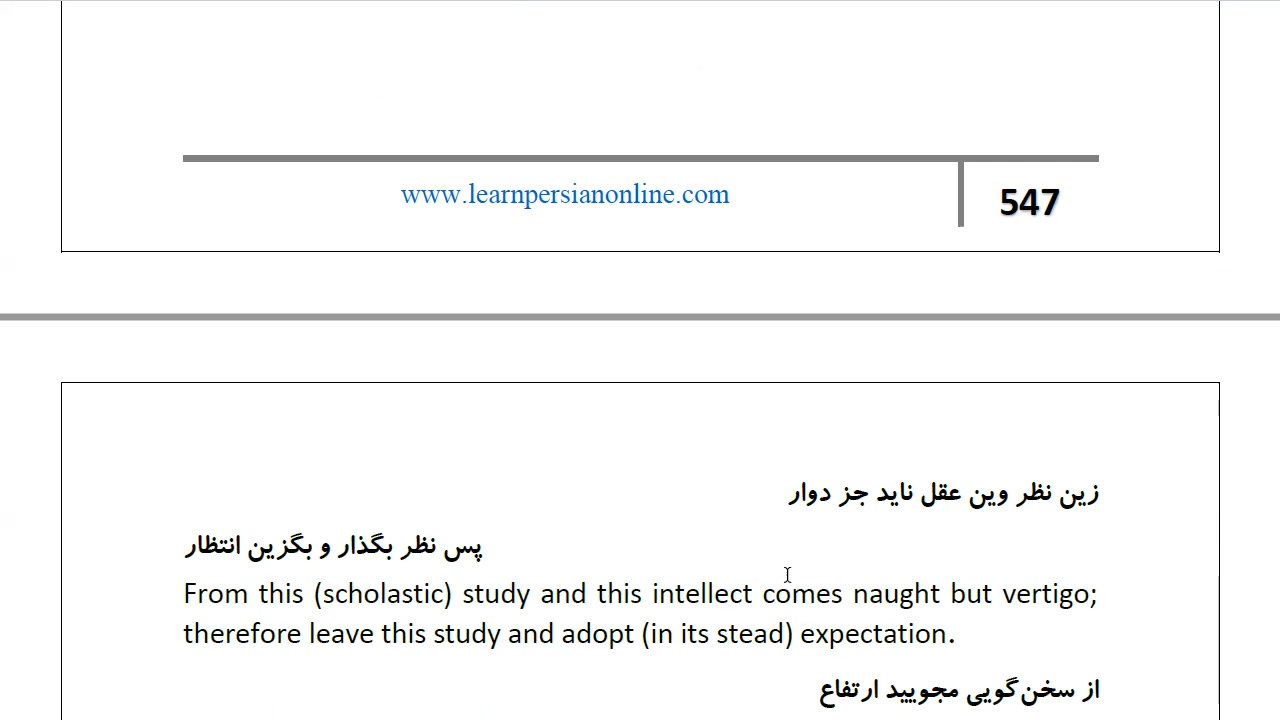 www.learnpersianonline.com
547
زین نظر وین عقل ناید جز دوار
پس نظر بگذار و بگزین انتظار
From this (scholastic) study and this intellect comes naught but vertigo;
therefore leave this study and adopt (in its stead) expectation.
از سخن‌گویی مجویید ارتفاع